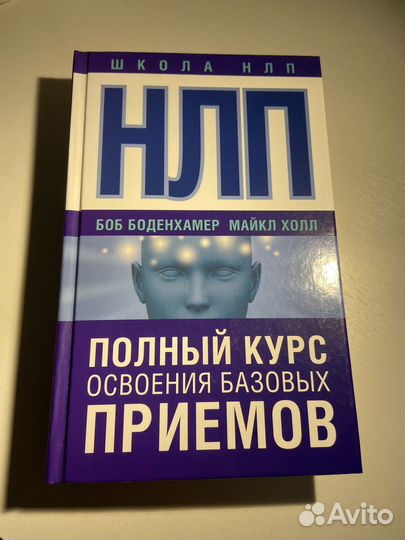 ШКОЛА НЛП
НЛП
БОБ БОДЕНХАМЕР МАЙКЛ ХОЛЛ
ПОЛНЫЙ КУРС
ОСВОЕНИЯ БАЗОВЫХ
ПРИЕМОВ
Avito